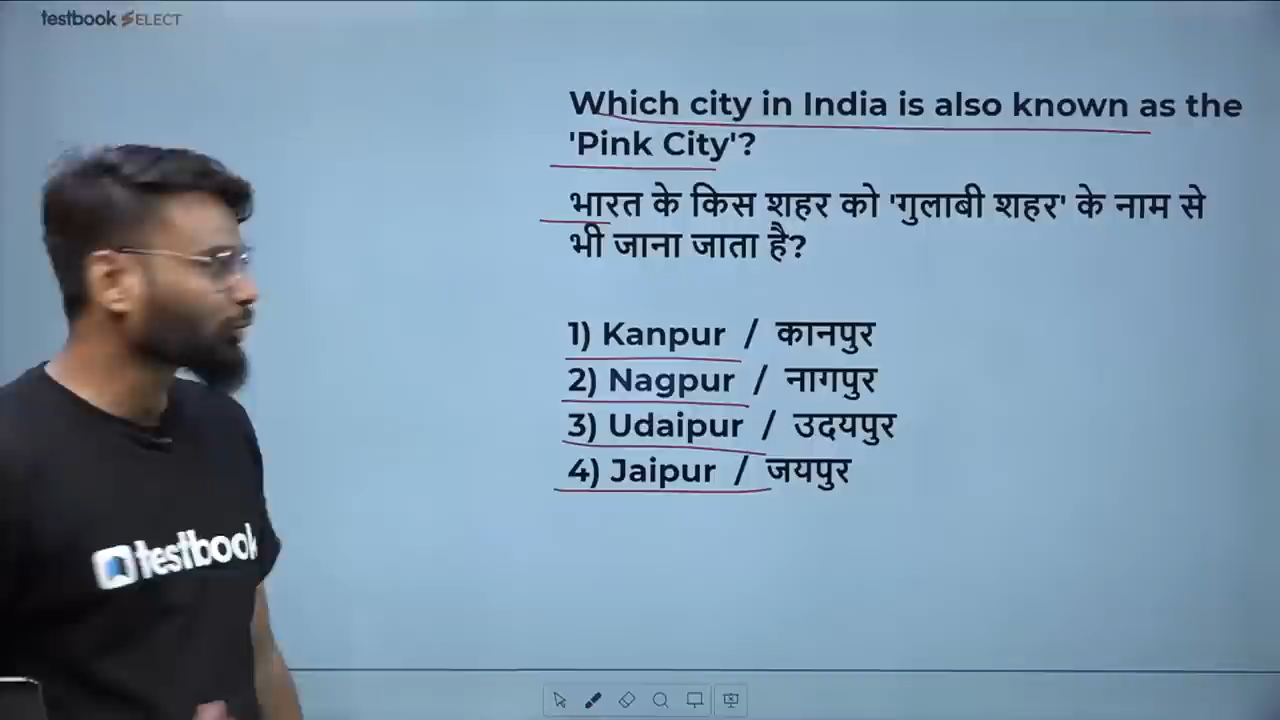 testbook SELECT
Which city in India is also known as the
'Pink City'?
भारत के किस शहर को 'गुलाबी शहर' के नाम से
भी जाना जाता है?
1) Kanpur / कानपुर
2) Nagpur / नागपुर
3) Udaipur / उदयपुर
4) Jaipur / जयपुर
testbook